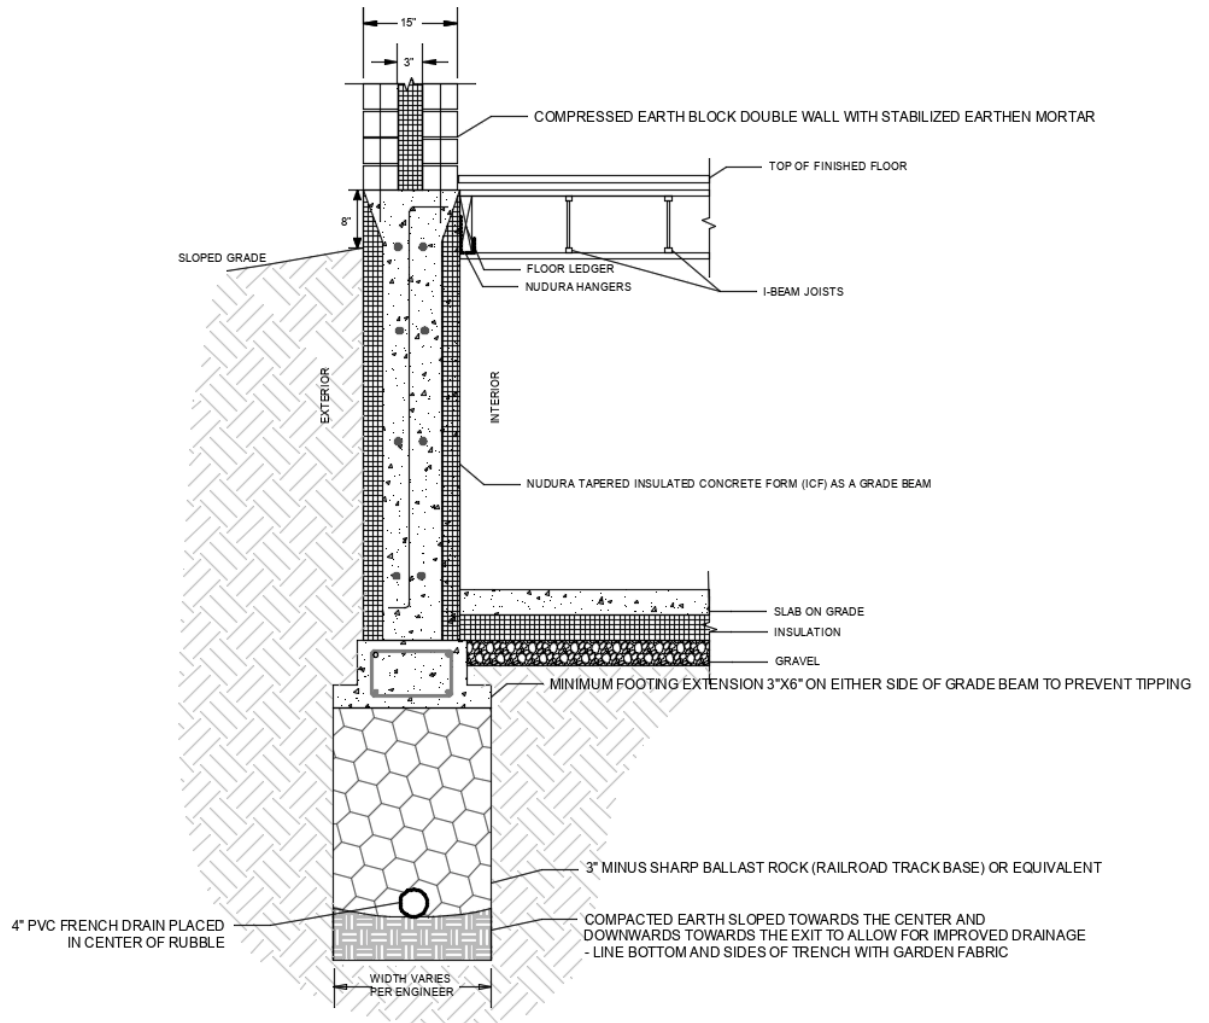 15"
3"
COMPRESSED EARTH BLOCK DOUBLE WALL WITH STABILIZED EARTHEN MORTAR
TOP OF FINISHED FLOOR
8"
SLOPED GRADE
FLOOR LEDGER
NUDURA HANGERS
I-BEAM JOISTS
EXTERIOR
INTERIOR
NUDURA TAPERED INSULATED CONCRETE FORM (ICF) AS A GRADE BEAM
SLAB ON GRADE
INSULATION
GRAVEL
MINIMUM FOOTING EXTENSION 3"X6" ON EITHER SIDE OF GRADE BEAM TO PREVENT TIPPING
3" MINUS SHARP BALLAST ROCK (RAILROAD TRACK BASE) OR EQUIVALENT
4" PVC FRENCH DRAIN PLACED
IN CENTER OF RUBBLE
COMPACTED EARTH SLOPED TOWARDS THE CENTER AND
DOWNWARDS TOWARDS THE EXIT TO ALLOW FOR IMPROVED DRAINAGE
- LINE BOTTOM AND SIDES OF TRENCH WITH GARDEN FABRIC
WIDTH VARIES
PER ENGINEER